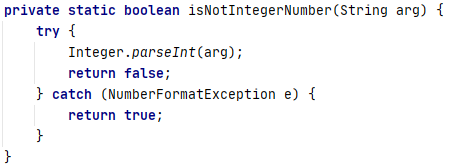 private static boolean isNotIntegerNumber(String arg) {
    try {
        Integer.parseInt(arg);
        return false;
    } catch (NumberFormatException e) {
        return true;
    }
}